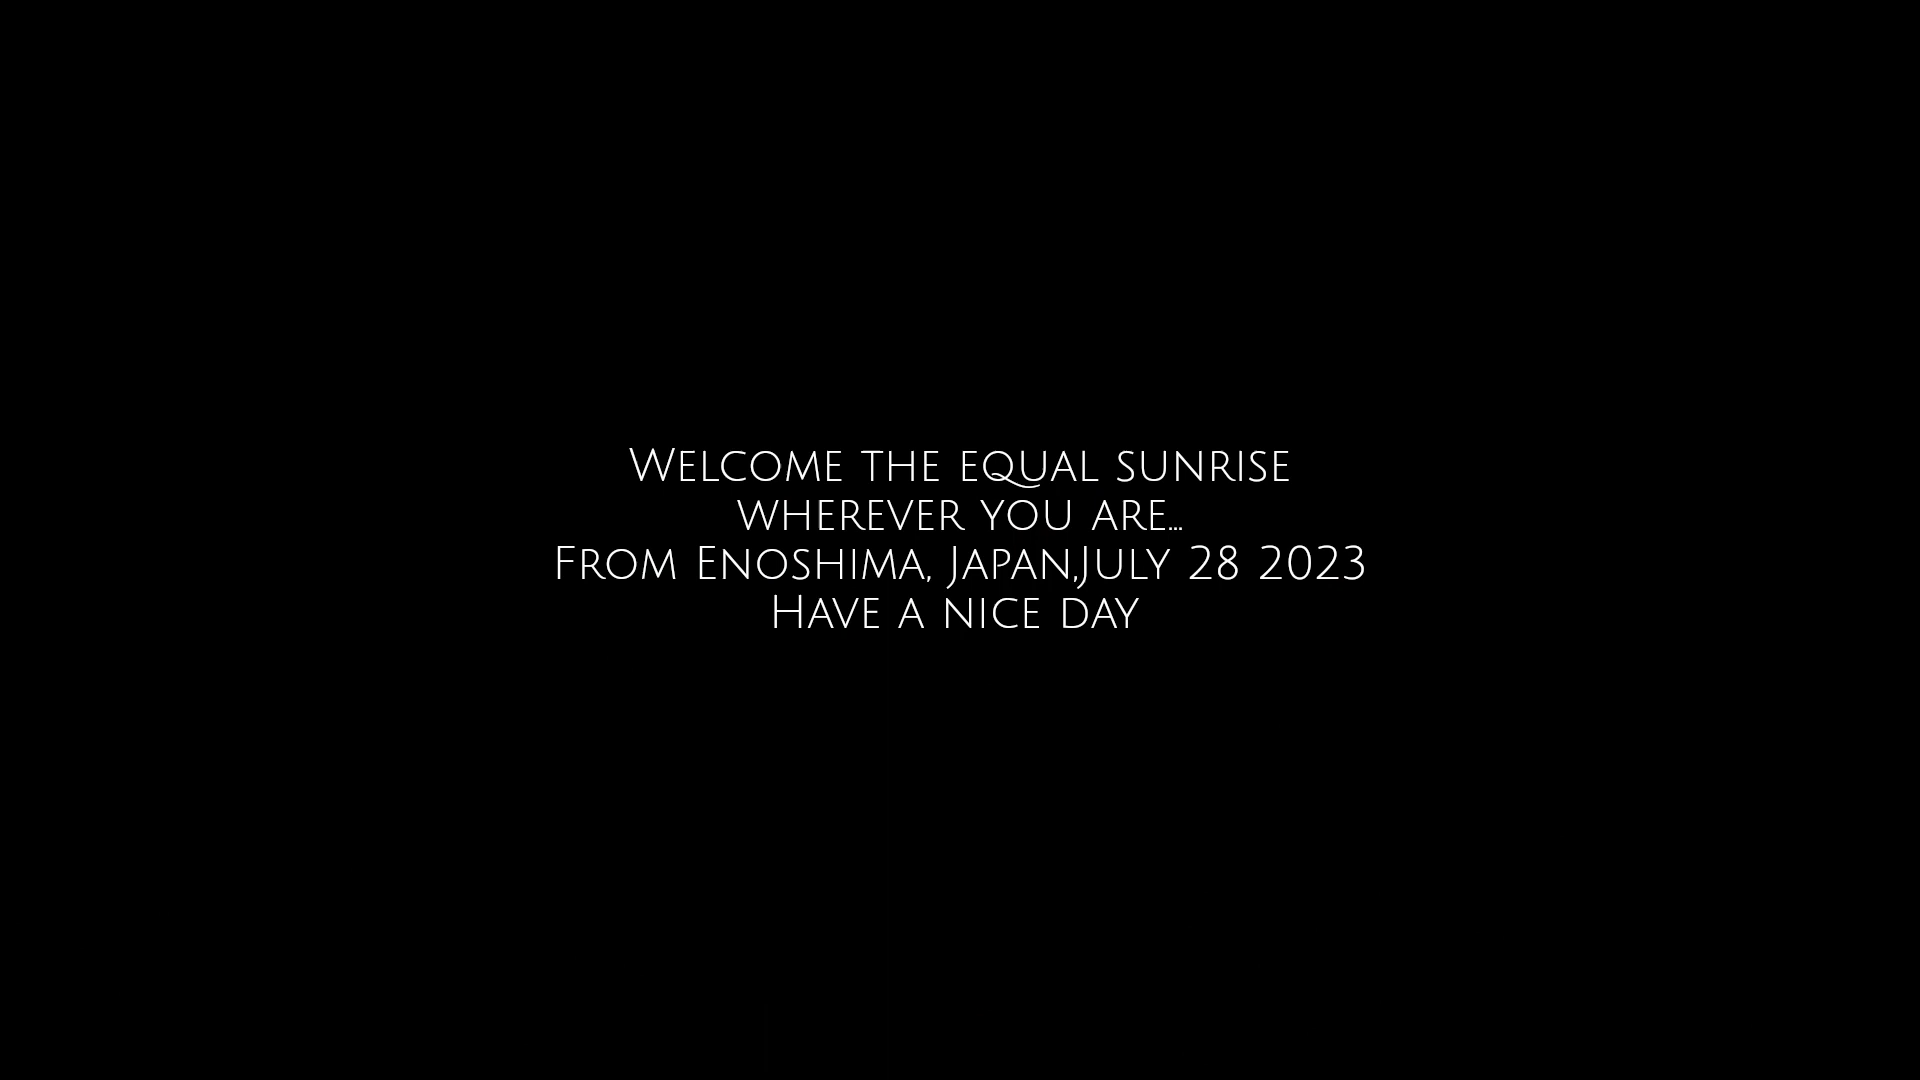 Welcome the equal sunrise
wherever you are...
From Enoshima, Japan,July 28 2023
Have a nice day